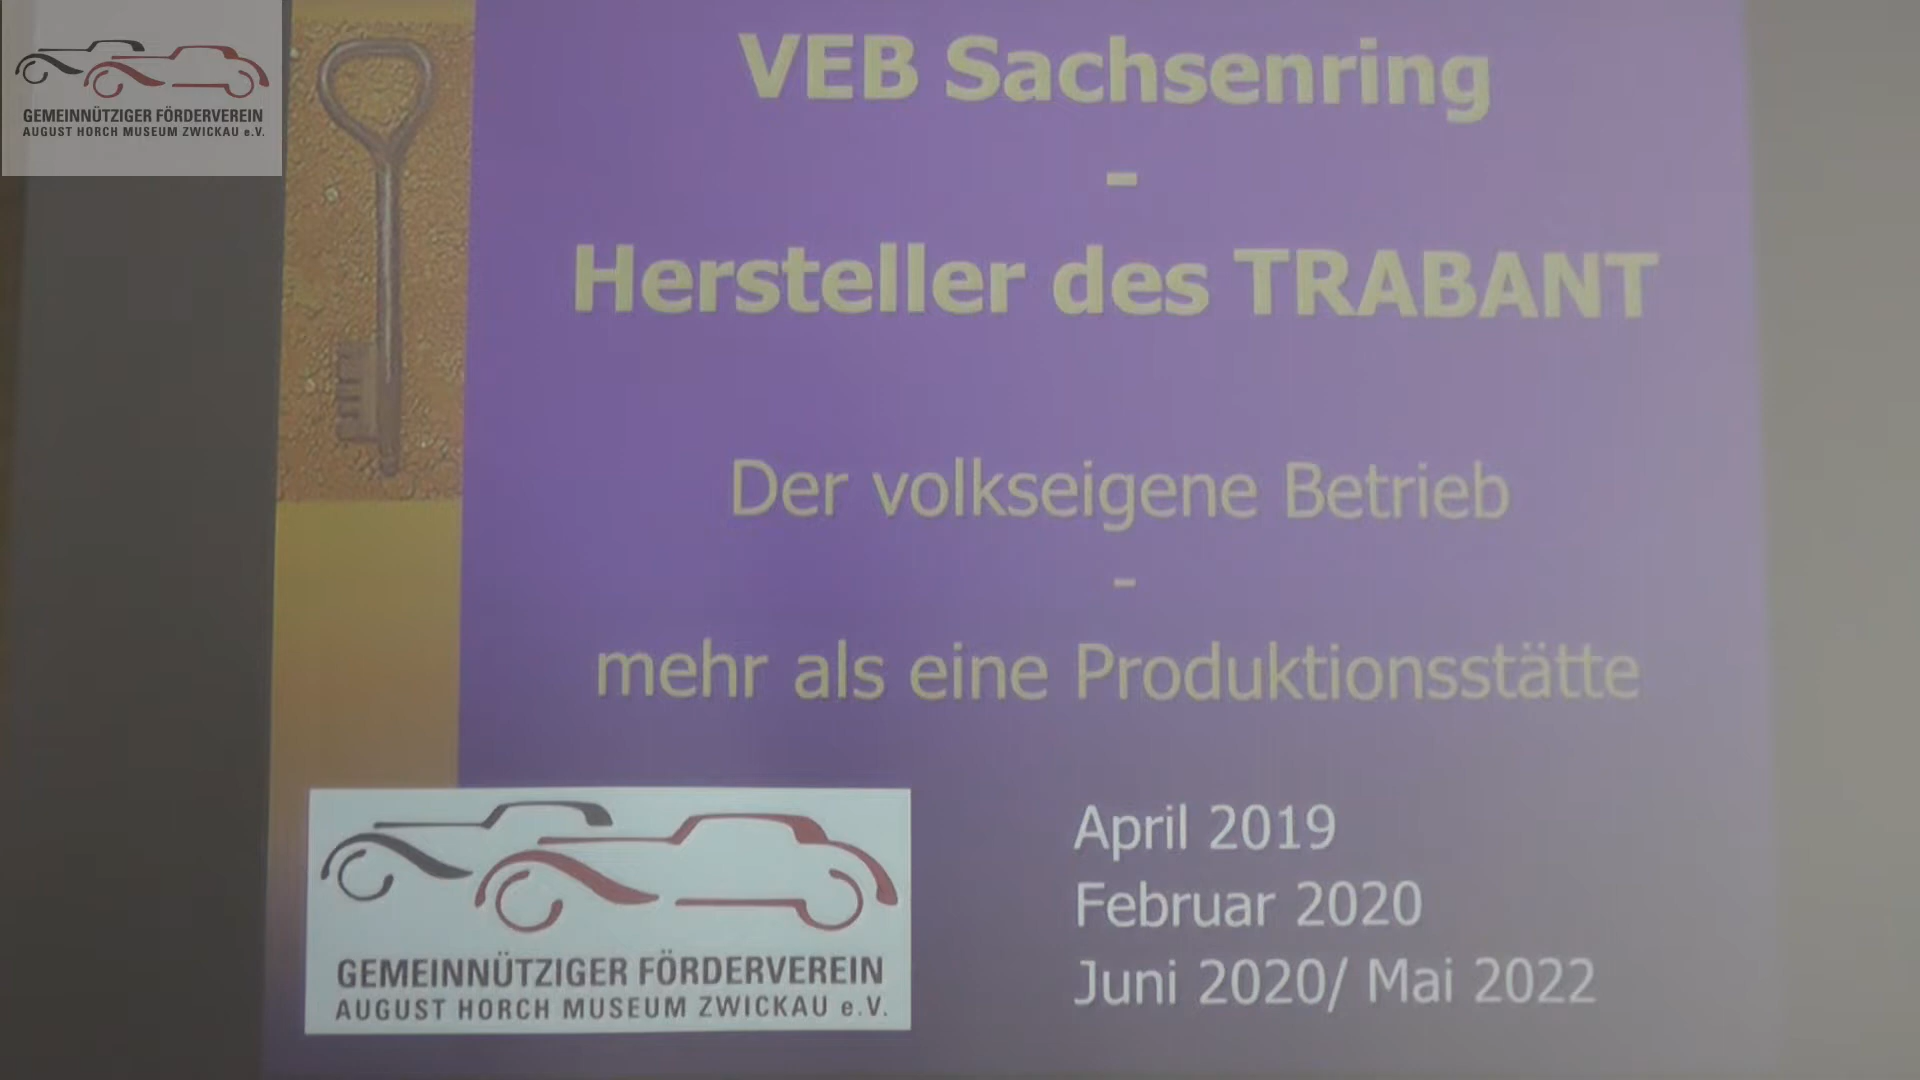 GEMEINNÜTZIGER FÖRDERVEREIN
AUGUST HORCH MUSEUM ZWICKAU e.V.
VEB Sachsenring
-
Hersteller des TRABANT
Der volkseigene Betrieb
-
mehr als eine Produktionsstätte
April 2019
Februar 2020
Juni 2020/ Mai 2022
GEMEINNÜTZIGER FÖRDERVEREIN
AUGUST HORCH MUSEUM ZWICKAU e.V.